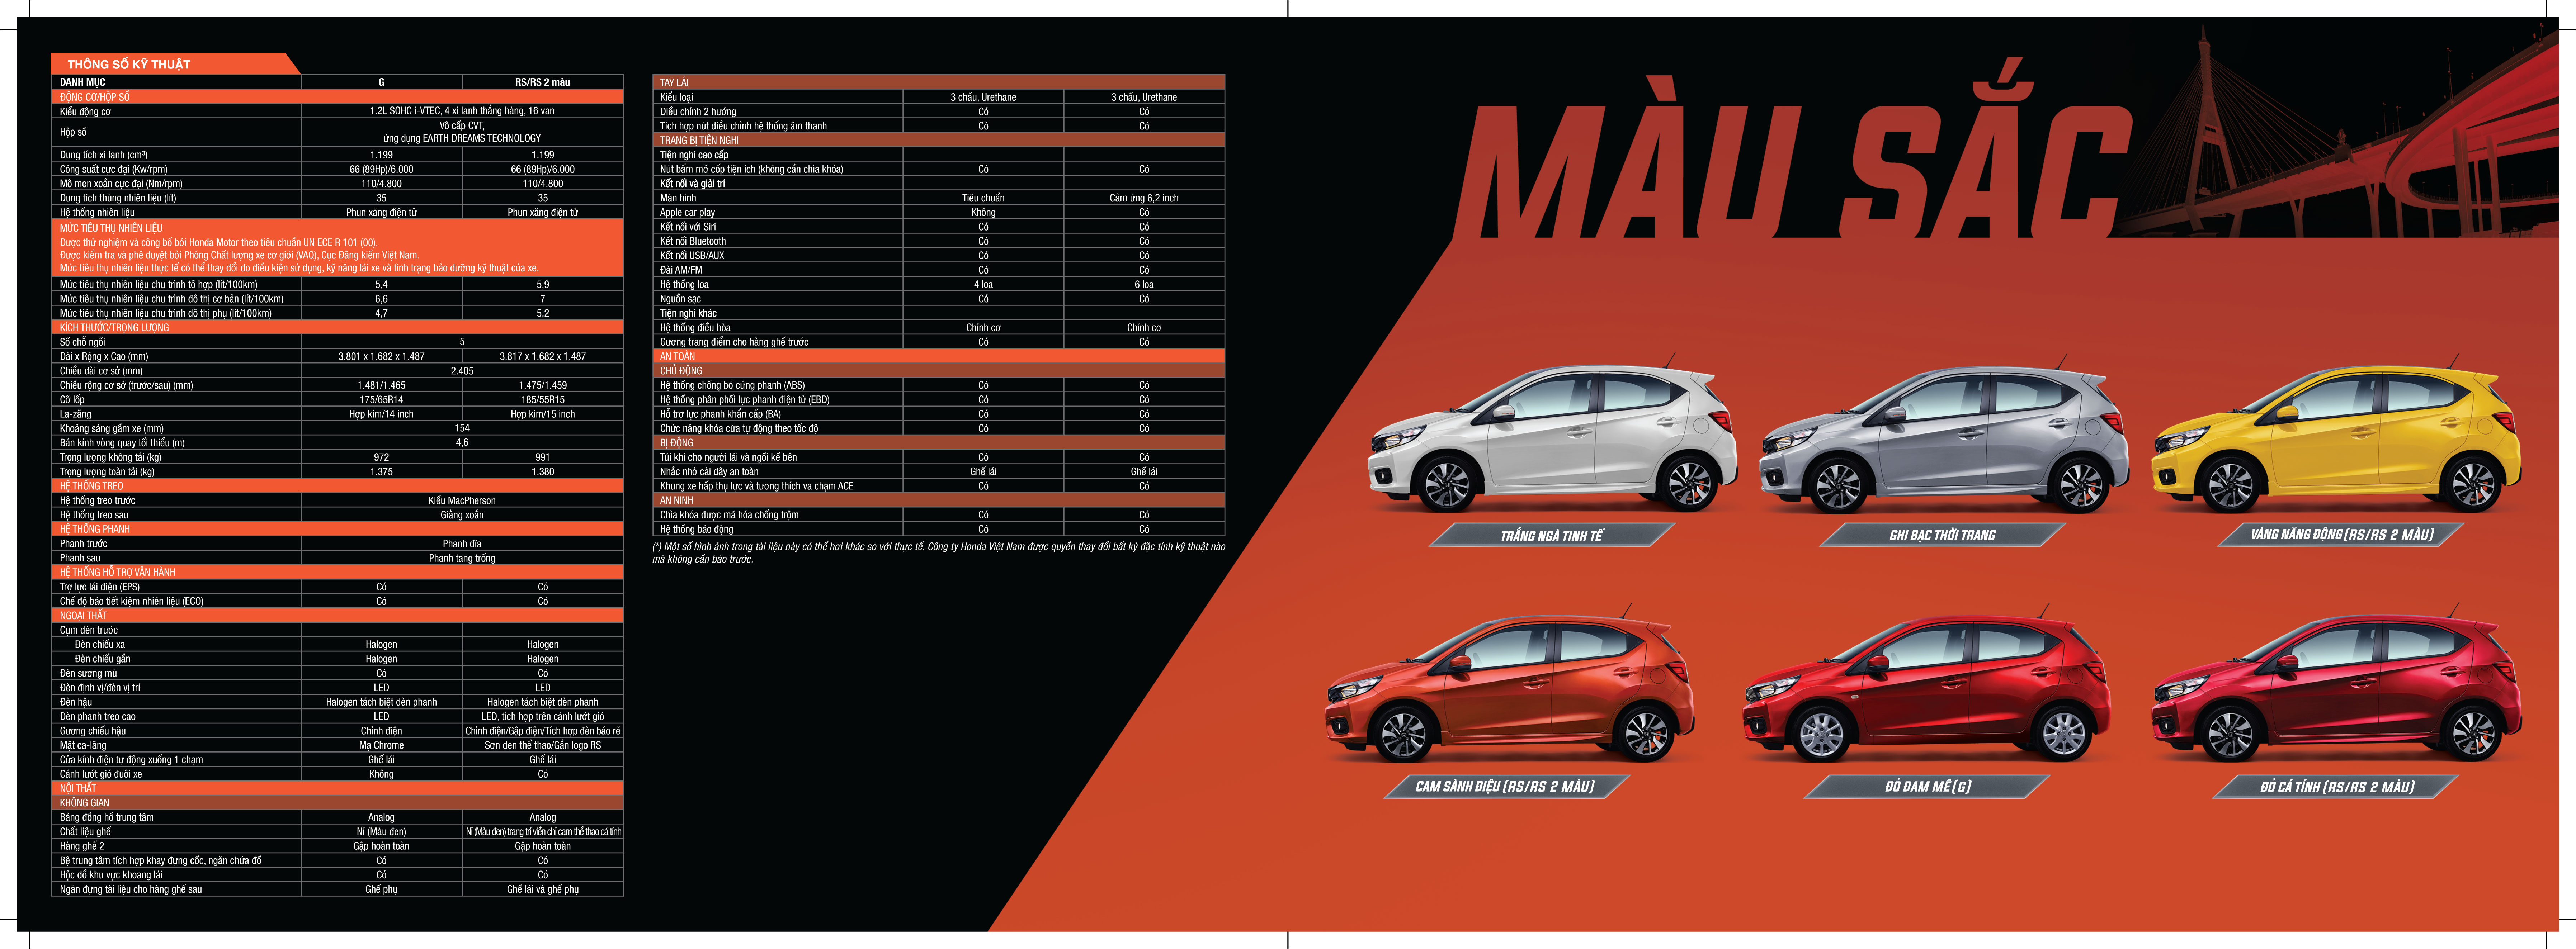 THÔNG SỐ KỸ THUẬT
DANH MỤC G RS/RS 2 màu
ĐỘNG CƠ/HỘP SỐ
Kiểu động cơ 1.2L SOHC i-VTEC, 4 xi lanh thẳng hàng, 16 van
Hộp số Vô cấp CVT,
ứng dụng EARTH DREAMS TECHNOLOGY
Dung tích xi lanh (cm³) 1.199 1.199
Công suất cực đại (Kw/rpm) 66 (89Hp)/6.000 66 (89Hp)/6.000
Mô men xoắn cực đại (Nm/rpm) 110/4.800 110/4.800
Dung tích thùng nhiên liệu (lít) 35 35
Hệ thống nhiên liệu Phun xăng điện tử Phun xăng điện tử
MỨC TIÊU THỤ NHIÊN LIỆU
Được thử nghiệm và công bố bởi Honda Motor theo tiêu chuẩn UN ECE R 101 (00).
Được kiểm tra và phê duyệt bởi Phòng Chất lượng xe cơ giới (VAQ), Cục Đăng kiểm Việt Nam.
Mức tiêu thụ nhiên liệu thực tế có thể thay đổi do điều kiện sử dụng, kỹ năng lái xe và tình trạng bảo dưỡng kỹ thuật của xe.
Mức tiêu thụ nhiên liệu chu trình tổ hợp (lít/100km) 5,4 5,9
Mức tiêu thụ nhiên liệu chu trình đô thị cơ bản (lít/100km) 6,6 7
Mức tiêu thụ nhiên liệu chu trình đô thị phụ (lít/100km) 4,7 5,2
KÍCH THƯỚC/TRỌNG LƯỢNG
Số chỗ ngồi 5
Dài x Rộng x Cao (mm) 3.801 x 1.682 x 1.487 3.817 x 1.682 x 1.487
Chiều dài cơ sở (mm) 2.405
Chiều rộng cơ sở (trước/sau) (mm) 1.481/1.465 1.475/1.459
Cỡ lốp 175/65R14 185/55R15
La-zăng Hợp kim/14 inch Hợp kim/15 inch
Khoảng sáng gầm xe (mm) 154
Bán kính vòng quay tối thiểu (m) 4,6
Trọng lượng không tải (kg) 972 991
Trọng lượng toàn tải (kg) 1.375 1.380
HỆ THỐNG TREO
Hệ thống treo trước Kiểu MacPherson
Hệ thống treo sau Giằng xoắn
HỆ THỐNG PHANH
Phanh trước Phanh đĩa
Phanh sau Phanh tang trống
HỆ THỐNG HỖ TRỢ VẬN HÀNH
Trợ lực lái điện (EPS) Có Có
Chế độ báo tiết kiệm nhiên liệu (ECO) Có Có
NGOẠI THẤT
Cụm đèn trước
Đèn chiếu xa Halogen Halogen
Đèn chiếu gần Halogen Halogen
Đèn sương mù Có Có
Đèn định vị/đèn vị trí LED LED
Đèn hậu Halogen tách biệt đèn phanh Halogen tách biệt đèn phanh
Đèn phanh treo cao LED LED, tích hợp trên cánh lướt gió
Gương chiếu hậu Chỉnh điện Chỉnh điện/Gập điện/Tích hợp đèn báo rẽ
Mặt ca-lăng Mạ Chrome Sơn đen thể thao/Gắn logo RS
Cửa kính điện tự động xuống 1 chạm Ghế lái Ghế lái
Cánh lướt gió đuôi xe Không Có
NỘI THẤT
KHÔNG GIAN
Bảng đồng hồ trung tâm Analog Analog
Chất liệu ghế Nỉ (Màu đen) Nỉ (Màu đen) trang trí viền chỉ cam thể thao cá tính
Hàng ghế 2 Gập hoàn toàn Gập hoàn toàn
Bệ trung tâm tích hợp khay đựng cốc, ngăn chứa đồ Có Có
Hộc đồ khu vực khoang lái Có Có
Ngăn đựng tài liệu cho hàng ghế sau Ghế phụ Ghế lái và ghế phụ
TAY LÁI
Kiểu loại 3 chấu, Urethane 3 chấu, Urethane
Điều chỉnh 2 hướng Có Có
Tích hợp nút điều chỉnh hệ thống âm thanh Có Có
TRANG BỊ TIỆN NGHI
Tiện nghi cao cấp
Nút bấm mở cốp tiện ích (không cần chìa khóa) Có Có
Kết nối và giải trí
Màn hình Tiêu chuẩn Cảm ứng 6,2 inch
Apple car play Không Có
Kết nối với Siri Có Có
Kết nối Bluetooth Có Có
Kết nối USB/AUX Có Có
Đài AM/FM Có Có
Hệ thống loa 4 loa 6 loa
Nguồn sạc Có Có
Tiện nghi khác
Hệ thống điều hòa Chỉnh cơ Chỉnh cơ
Gương trang điểm cho hàng ghế trước Có Có
AN TOÀN
CHỦ ĐỘNG
Hệ thống chống bó cứng phanh (ABS) Có Có
Hệ thống phân phối lực phanh điện tử (EBD) Có Có
Hỗ trợ lực phanh khẩn cấp (BA) Có Có
Chức năng khóa cửa tự động theo tốc độ Có Có
BỊ ĐỘNG
Túi khí cho người lái và ngồi kế bên Có Có
Nhắc nhở cài dây an toàn Ghế lái Ghế lái
Khung xe hấp thụ lực và tương thích va chạm ACE Có Có
AN NINH
Chìa khóa được mã hóa chống trộm Có Có
Hệ thống báo động Có Có
(*) Một số hình ảnh trong tài liệu này có thể hơi khác so với thực tế. Công ty Honda Việt Nam được quyền thay đổi bất kỳ đặc tính kỹ thuật nào
mà không cần báo trước.
MÀU SẮC
TRẮNG NGÀ TINH TẾ
GHI BẠC THỜI TRANG
VÀNG NĂNG ĐỘNG (RS/RS 2 MÀU)
CAM SÀNH ĐIỆU (RS/RS 2 MÀU)
ĐỎ ĐAM MÊ (G)
ĐỎ CÁ TÍNH (RS/RS 2 MÀU)